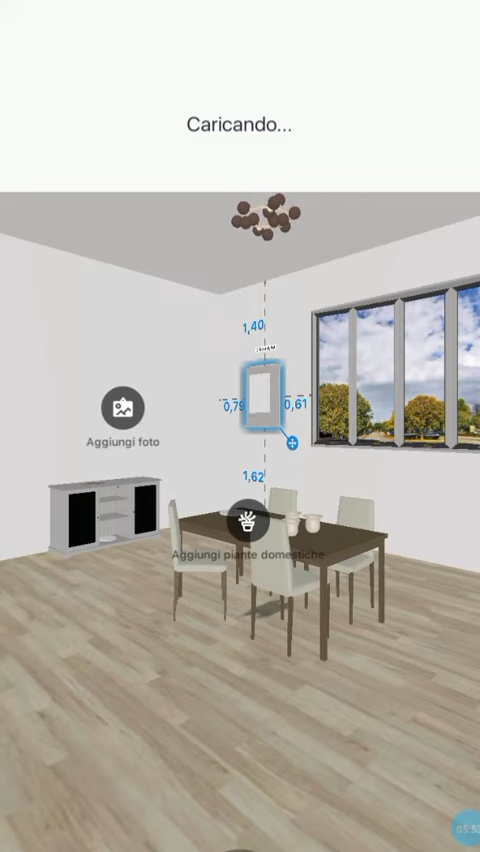 Caricando...
1,40
0,79
0,61
Aggiungi foto
1,62
Aggiungi piante domestiche